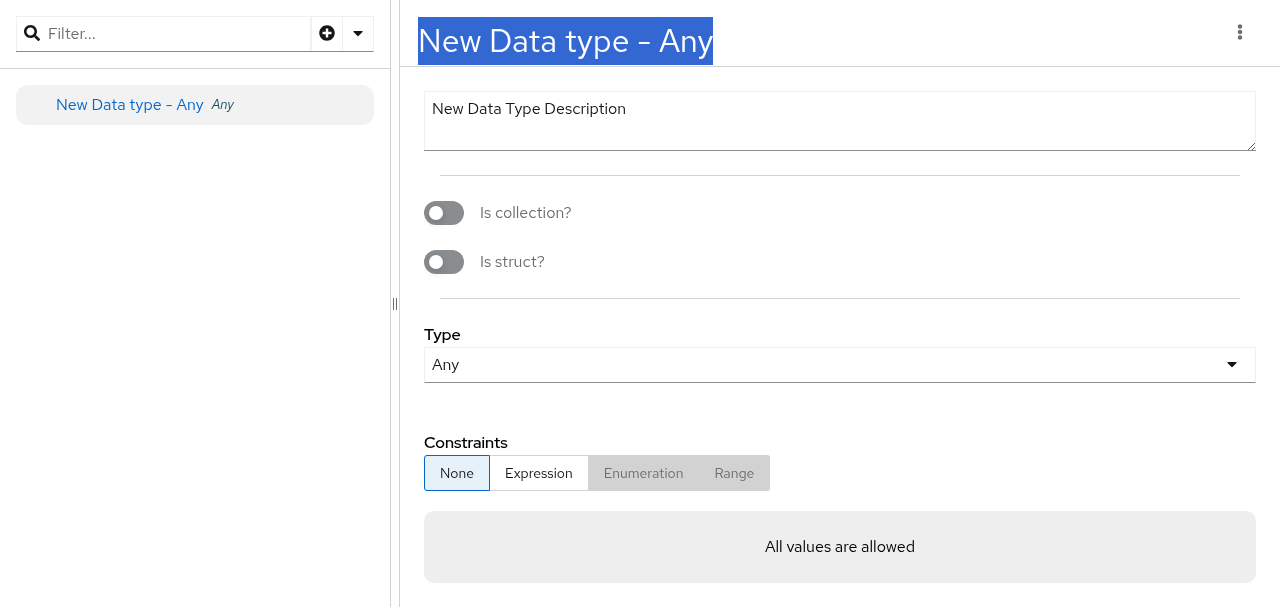 Filter...
New Data type - Any Any
New Data type - Any
New Data Type Description
Is collection?
Is struct?
Type
Any
Constraints
None Expression Enumeration Range
All values are allowed